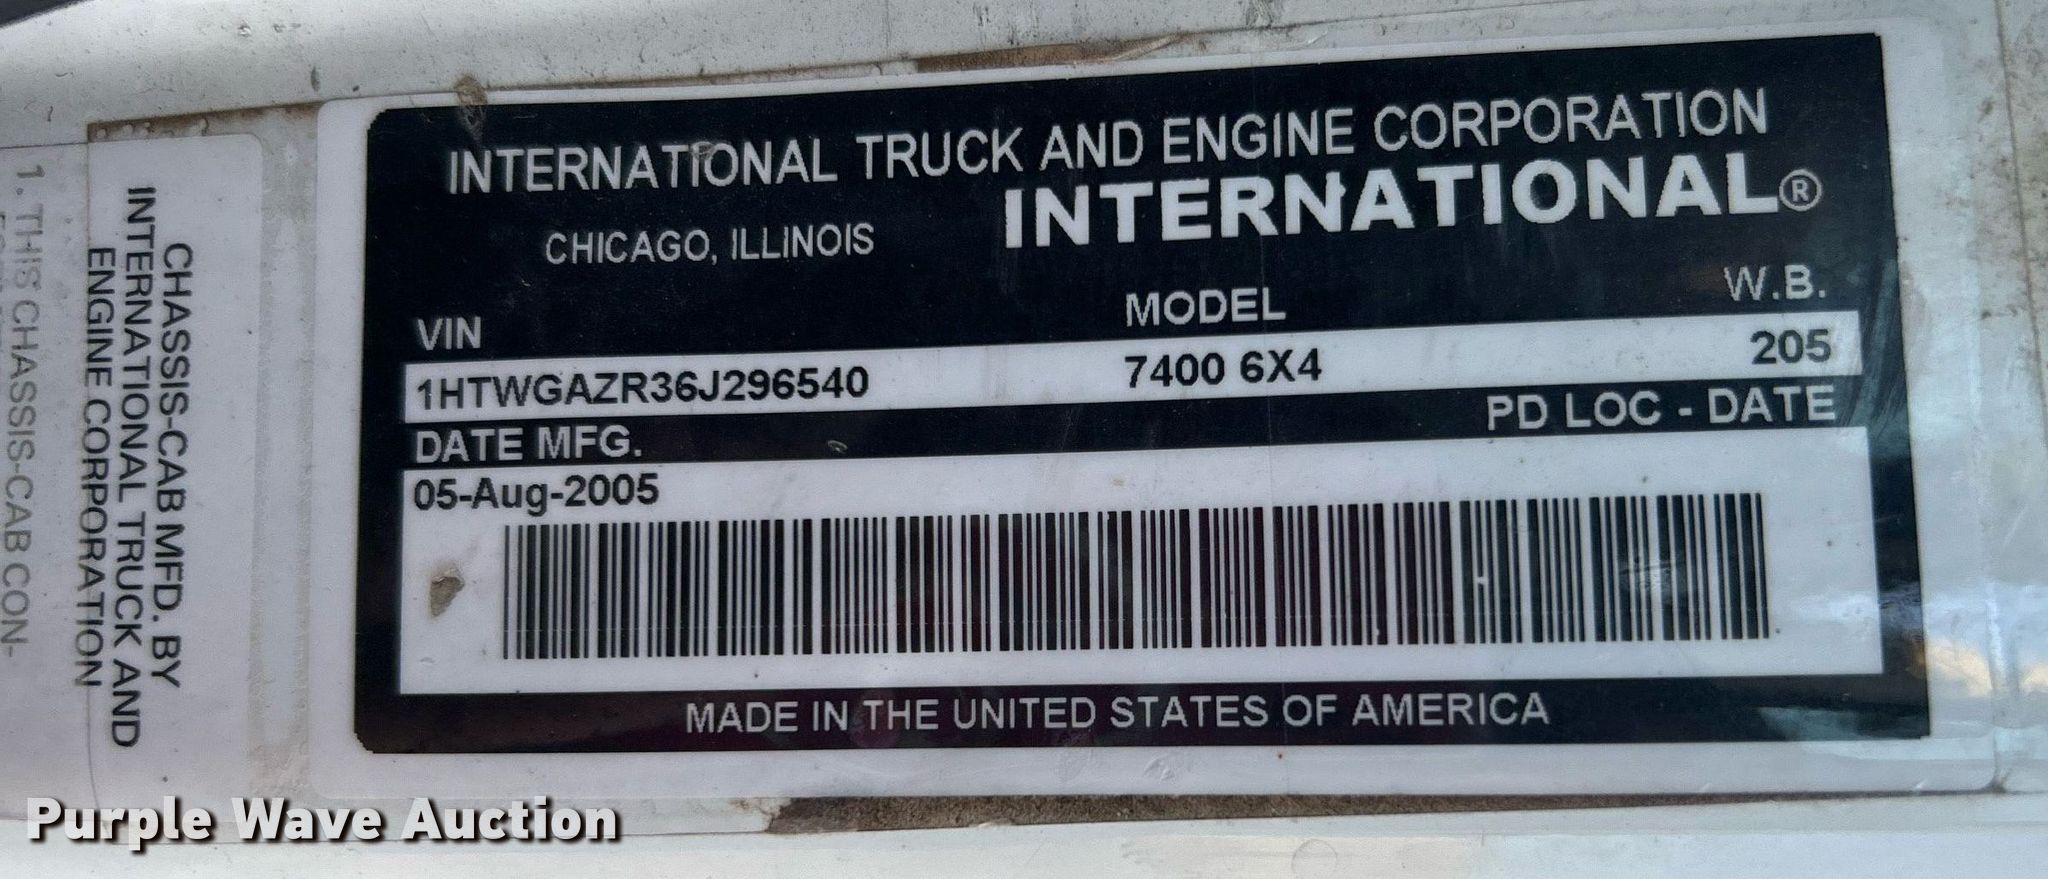 INTERNATIONAL TRUCK AND ENGINE CORPORATION
CHICAGO, ILLINOIS
INTERNATIONAL®
VIN
MODEL
W.B.
1HTWGAZR36J296540
7400 6X4
205
DATE MFG.
PD LOC - DATE
05-Aug-2005
MADE IN THE UNITED STATES OF AMERICA
CHASSIS-CAB MFD. BY
INTERNATIONAL TRUCK AND
ENGINE CORPORATION
1. THIS CHASSIS-CAB CON-
Purple Wave Auction